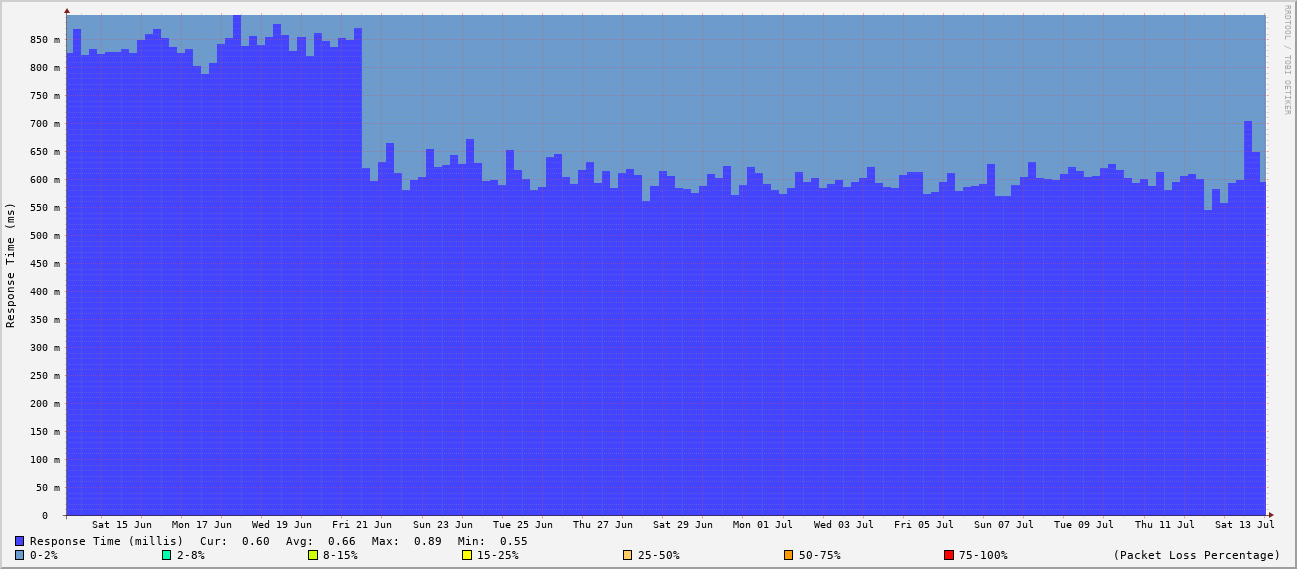 RRDTOOL / TOBI OETIKER
Response Time (ms)
850 m
800 m
750 m
700 m
650 m
600 m
550 m
500 m
450 m
400 m
350 m
300 m
250 m
200 m
150 m
100 m
50 m
0
Sat 15 Jun Mon 17 Jun Wed 19 Jun Fri 21 Jun Sun 23 Jun Tue 25 Jun Thu 27 Jun Sat 29 Jun Mon 01 Jul Wed 03 Jul Fri 05 Jul Sun 07 Jul Tue 09 Jul Thu 11 Jul Sat 13 Jul
Response Time (millis) Cur: 0.60 Avg: 0.66 Max: 0.89 Min: 0.55
0-2% 2-8% 8-15% 15-25% 25-50% 50-75% 75-100% (Packet Loss Percentage)